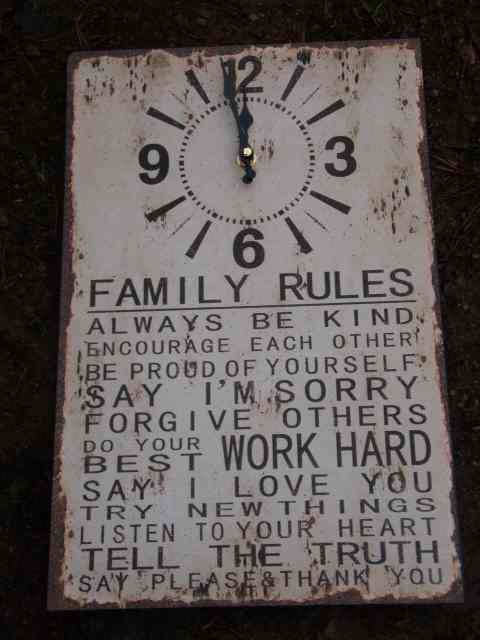 12
9 3
6
FAMILY RULES
ALWAYS BE KIND
ENCOURAGE EACH OTHER
BE PROUD OF YOURSELF
SAY I'M SORRY
FORGIVE OTHERS
DO YOUR
BEST WORK HARD
SAY I LOVE YOU
TRY NEW THINGS
LISTEN TO YOUR HEART
TELL THE TRUTH
SAY PLEASE&THANK YOU